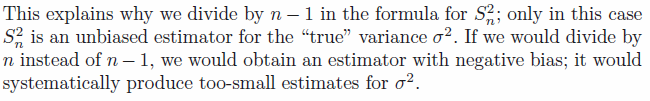 This explains why we divide by n − 1 in the formula for S²ₙ; only in this case
S²ₙ is an unbiased estimator for the “true” variance σ². If we would divide by
n instead of n − 1, we would obtain an estimator with negative bias; it would
systematically produce too-small estimates for σ².